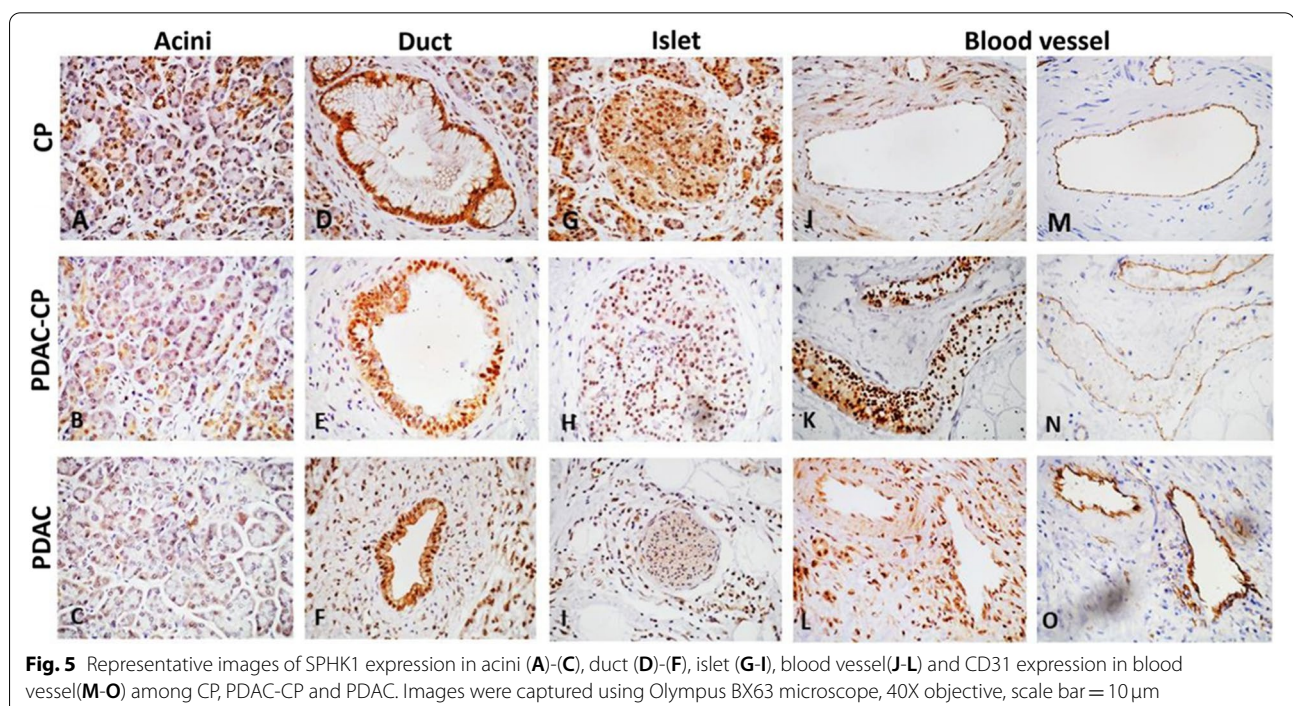 Acini Duct Islet Blood vessel
CP
A D G J M
PDAC-CP
B E H K N
PDAC
C F I L O
Fig. 5 Representative images of SPHK1 expression in acini (A)-(C), duct (D)-(F), islet (G-I), blood vessel(J-L) and CD31 expression in blood
vessel(M-O) among CP, PDAC-CP and PDAC. Images were captured using Olympus BX63 microscope, 40X objective, scale bar = 10 μm